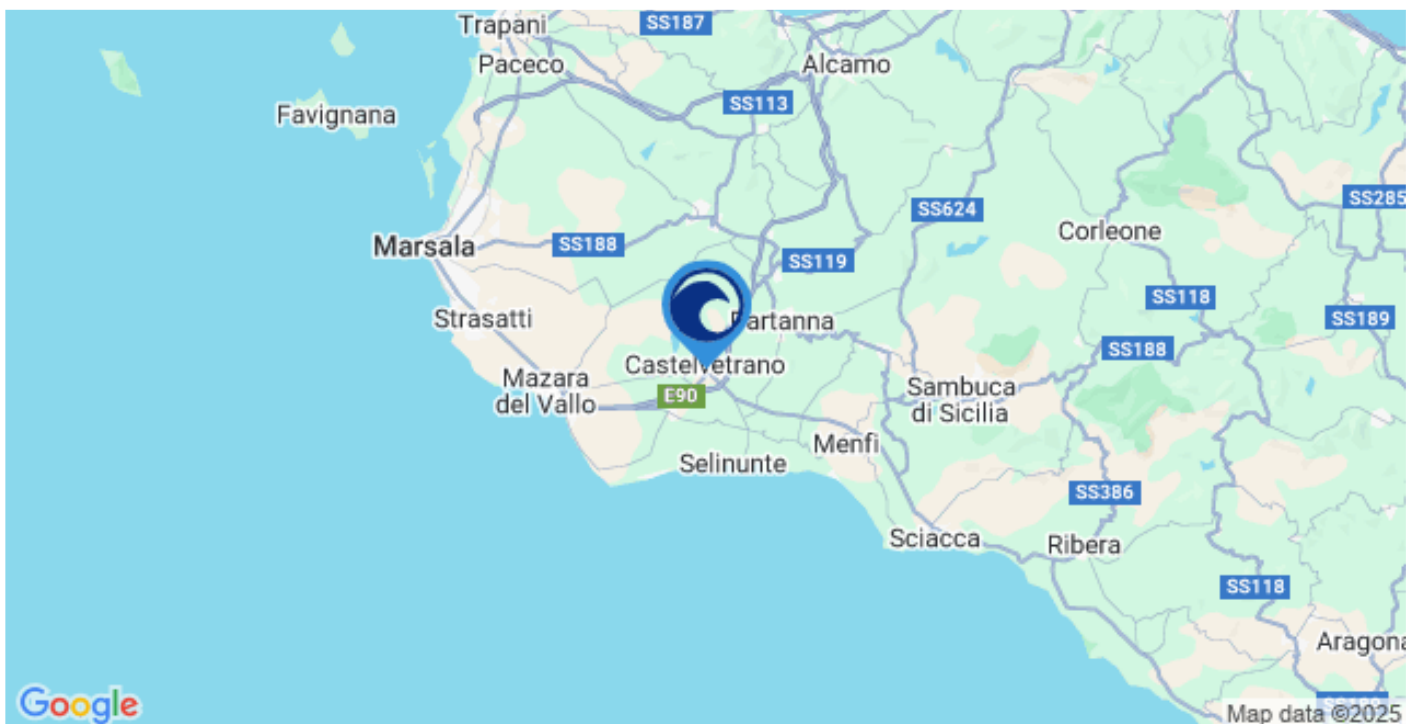 Trapani
SS187
Paceco
Alcamo
SS113
Favignana
SS285
SS624
Corleone
Marsala
SS188
SS119
SS118
Strasatti
Partanna
SS189
SS188
Castelvetrano
Mazara
del Vallo
E90
Sambuca
di Sicilia
Menfi
Selinunte
SS386
Sciacca
Ribera
SS118
Aragona
Google
Map data ©2025